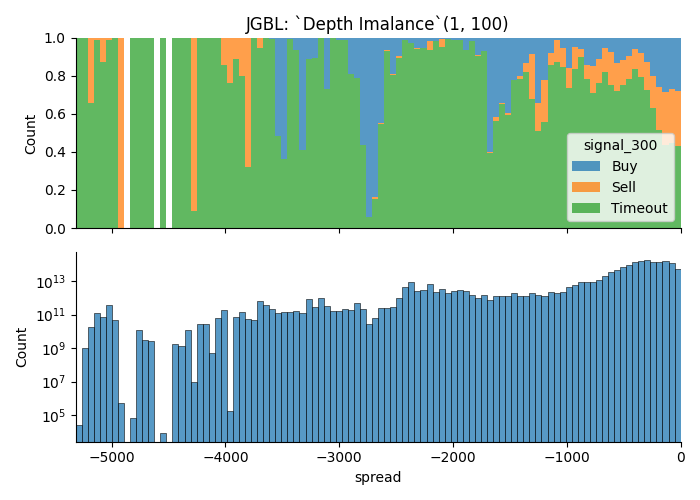 JGBL: `Depth Imalance`(1, 100)
1.0
0.8
0.6
0.4
0.2
0.0
Count
signal_300
Buy
Sell
Timeout
10^13
10^11
10^9
10^7
10^5
Count
−5000 −4000 −3000 −2000 −1000 0
spread